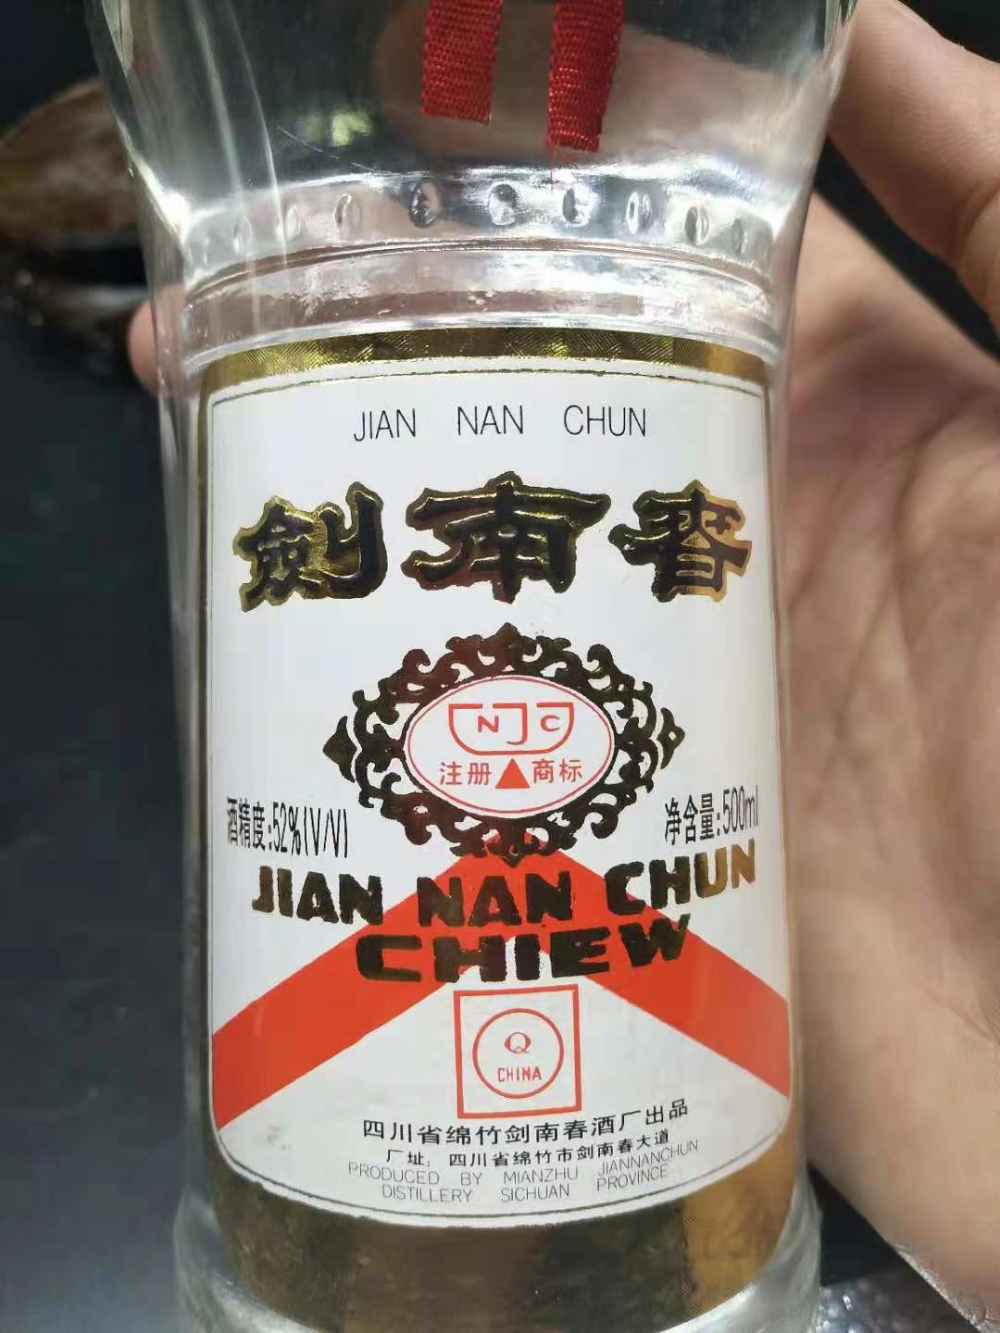 JIAN NAN CHUN
劍南春
NJC
注册 商标
酒精度:52%(V/V)
净含量:500ml
JIAN NAN CHUN
CHIEW
Q
CHINA
四川省绵竹剑南春酒厂出品
厂址: 四川省绵竹市剑南春大道
PRODUCED BY MIANZHU JIANNANCHUN
DISTILLERY SICHUAN PROVINCE